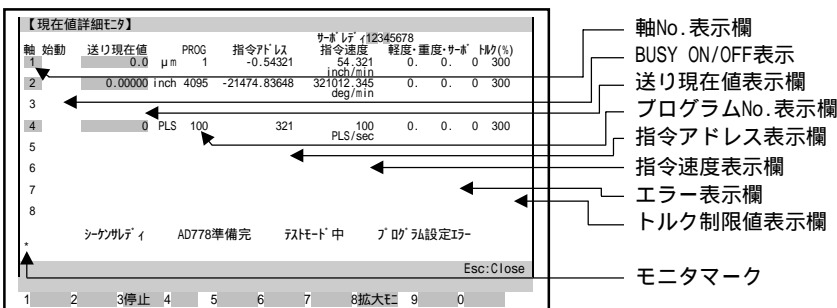 【現在値詳細モニタ】
サーボレディ12345678
軸 始動 送り現在値 PROG 指令アドレス 指令速度 軽度・重度・サーボ トルク(%)
1 0.0 μm 1 -0.54321 54.321 0. 0. 0 300
inch/min
2 0.00000 inch 4095 -21474.83648 321012.345 0. 0. 0 300
deg/min
3
4 0 PLS 100 321 100 0. 0. 0 300
PLS/sec
5
6
7
8
シーケンサレディ AD778準備完 テストモード中 プログラム設定エラー
*
Esc:Close
1 2 3停止 4 5 6 7 8拡大モニ 9 0
軸No.表示欄
BUSY ON/OFF表示
送り現在値表示欄
プログラムNo.表示欄
指令アドレス表示欄
指令速度表示欄
エラー表示欄
トルク制限値表示欄
モニタマーク